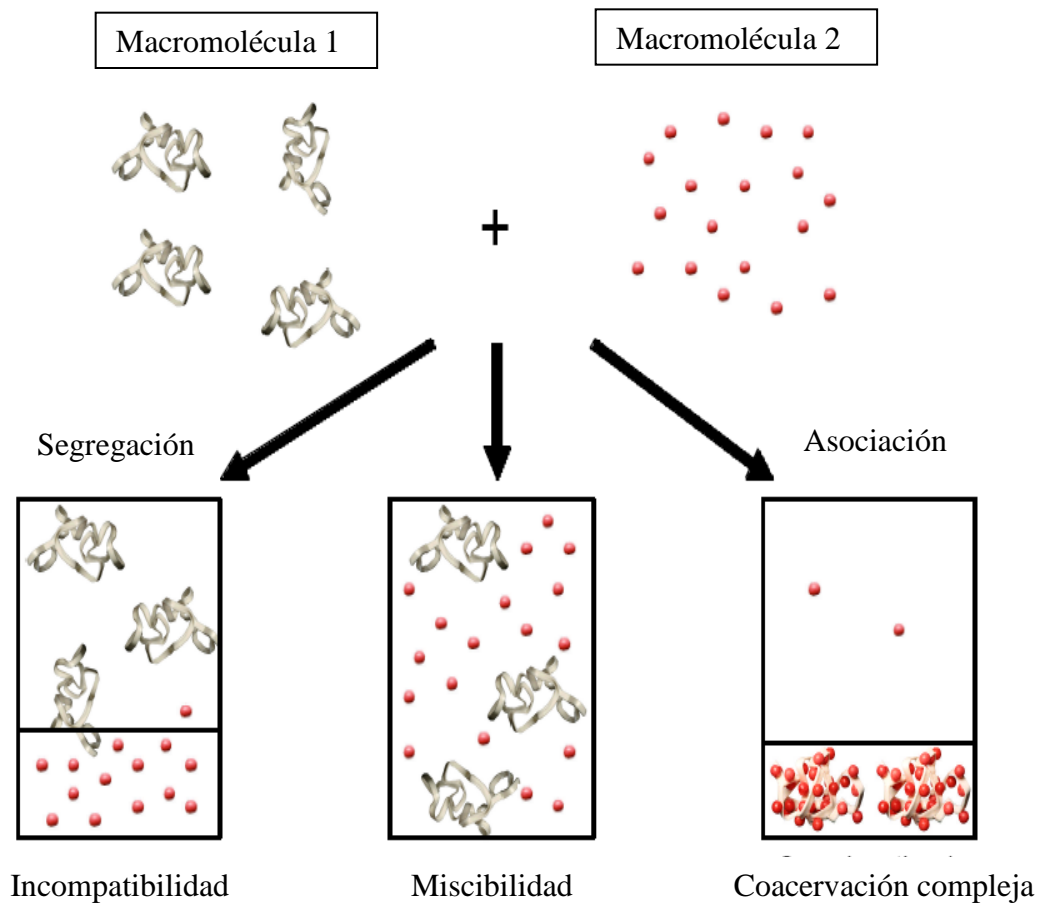 Macromolécula 1
Macromolécula 2
+
Segregación
Asociación
Incompatibilidad
Miscibilidad
Coacervación compleja